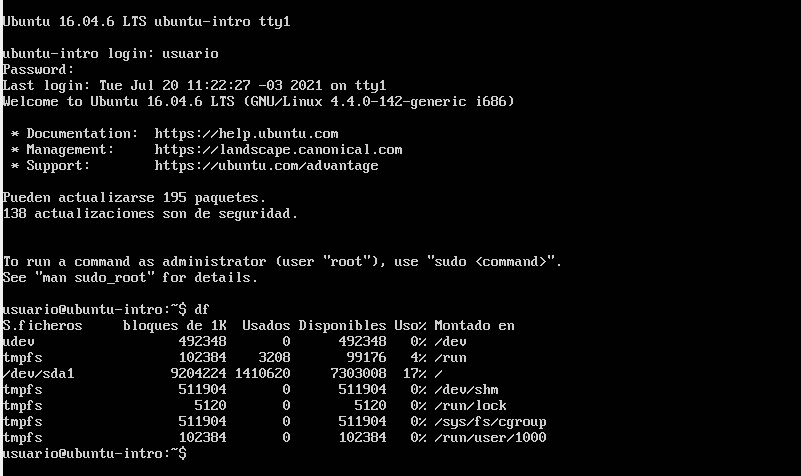 Ubuntu 16.04.6 LTS ubuntu-intro tty1
ubuntu-intro login: usuario
Password:
Last login: Tue Jul 20 11:22:27 -03 2021 on tty1
Welcome to Ubuntu 16.04.6 LTS (GNU/Linux 4.4.0-142-generic i686)
* Documentation:  https://help.ubuntu.com
* Management:     https://landscape.canonical.com
* Support:        https://ubuntu.com/advantage
Pueden actualizarse 195 paquetes.
138 actualizaciones son de seguridad.
To run a command as administrator (user "root"), use "sudo <command>".
See "man sudo_root" for details.
usuario@ubuntu-intro:~$ df
S.ficheros     bloques de 1K  Usados Disponibles Uso% Montado en
udev                  492348       0      492348   0% /dev
tmpfs                 102384    3208       99176   4% /run
/dev/sda1            9204224 1410620     7303008  17% /
tmpfs                 511904       0      511904   0% /dev/shm
tmpfs                   5120       0        5120   0% /run/lock
tmpfs                 511904       0      511904   0% /sys/fs/cgroup
tmpfs                 102384       0      102384   0% /run/user/1000
usuario@ubuntu-intro:~$